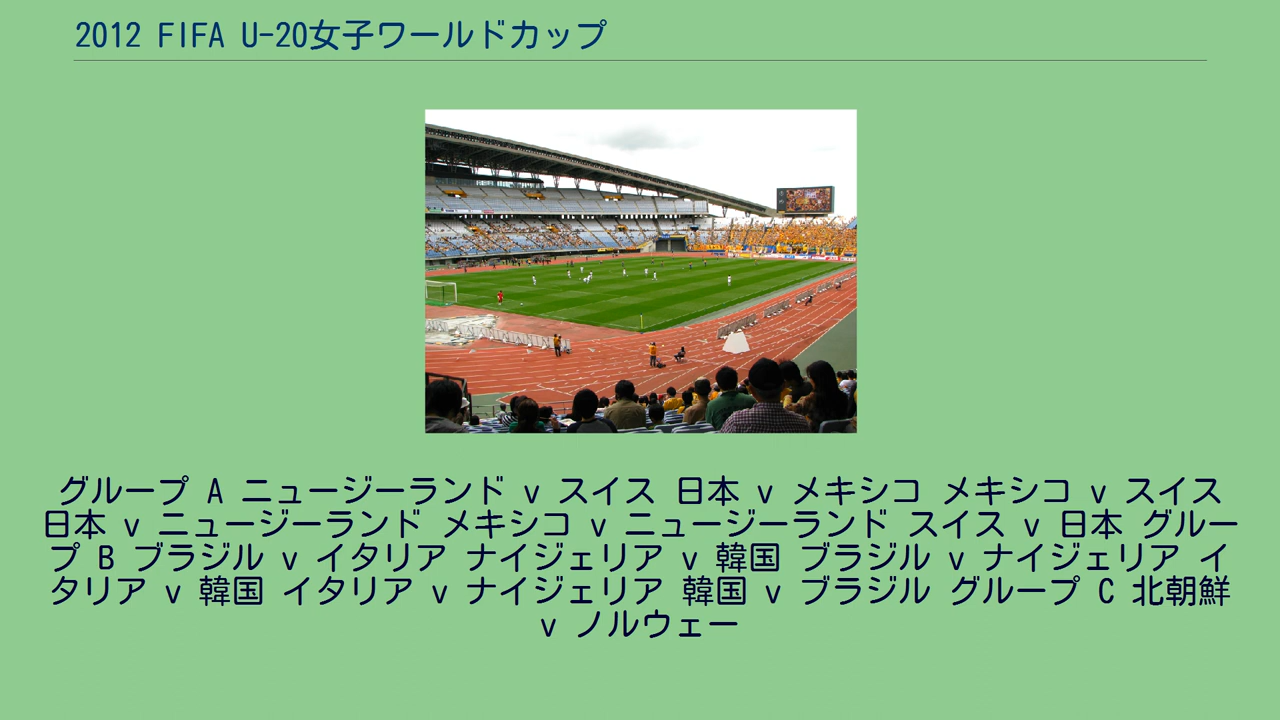 2012 FIFA U-20女子ワールドカップ
グループ A ニュージーランド v スイス 日本 v メキシコ メキシコ v スイス
日本 v ニュージーランド メキシコ v ニュージーランド スイス v 日本 グルー
プ B ブラジル v イタリア ナイジェリア v 韓国 ブラジル v ナイジェリア イ
タリア v 韓国 イタリア v ナイジェリア 韓国 v ブラジル グループ C 北朝鮮
v ノルウェー